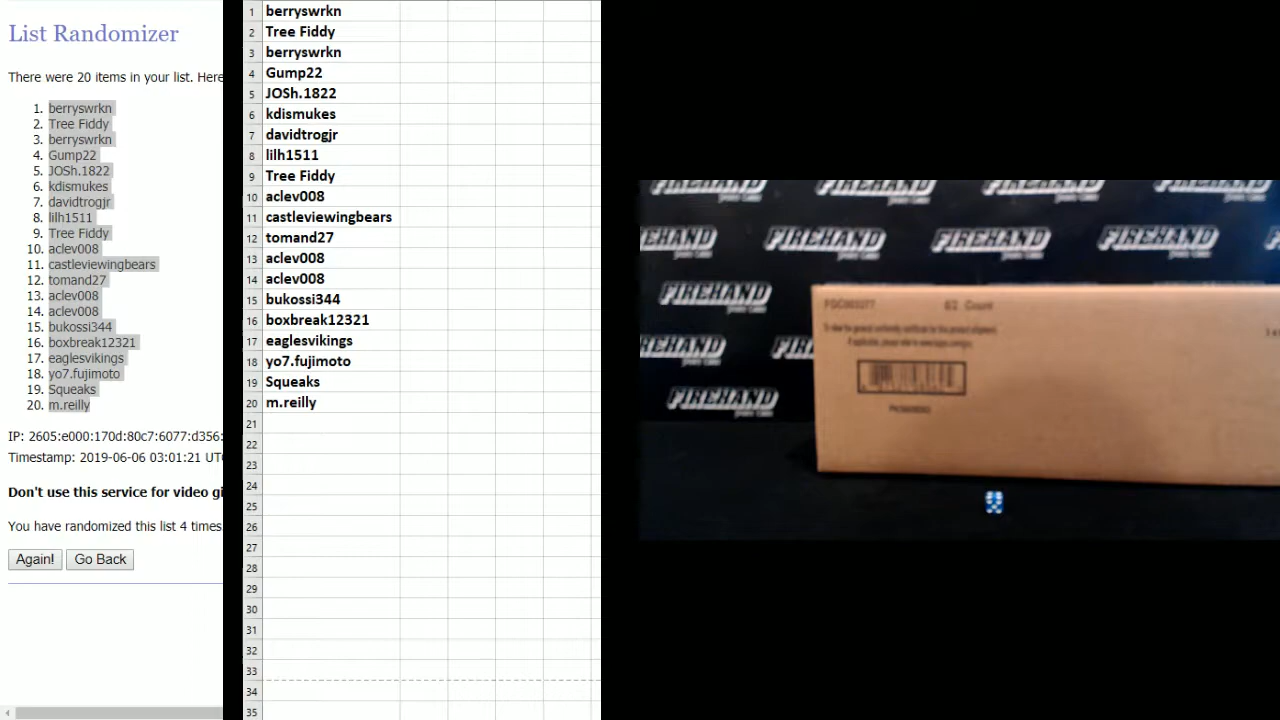 List Randomizer
There were 20 items in your list. Here
1. berryswrkn
2. Tree Fiddy
3. berryswrkn
4. Gump22
5. JOSh.1822
6. kdismukes
7. davidtrogjr
8. lilh1511
9. Tree Fiddy
10. aclev008
11. castleviewingbears
12. tomand27
13. aclev008
14. aclev008
15. bukossi344
16. boxbreak12321
17. eaglesvikings
18. yo7.fujimoto
19. Squeaks
20. m.reilly
IP: 2605:e000:170d:80c7:6077:d356:
Timestamp: 2019-06-06 03:01:21 UT
Don't use this service for video gi
You have randomized this list 4 times
Again! Go Back
1 berryswrkn
2 Tree Fiddy
3 berryswrkn
4 Gump22
5 JOSh.1822
6 kdismukes
7 davidtrogjr
8 lilh1511
9 Tree Fiddy
10 aclev008
11 castleviewingbears
12 tomand27
13 aclev008
14 aclev008
15 bukossi344
16 boxbreak12321
17 eaglesvikings
18 yo7.fujimoto
19 Squeaks
20 m.reilly
21
22
23
24
25
26
27
28
29
30
31
32
33
34
35
FIREHAND FIREHAND FIREHAND FIREHAND
FIREHAND FIREHAND FIREHAND FIREHAND
FIREHAND
FIREHAND
FIREHAND
Count